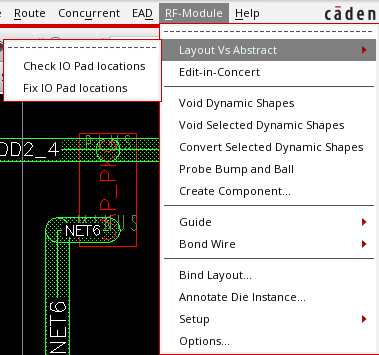 Route Concurrent EAD RF-Module Help cādence
Layout Vs Abstract
Check IO Pad locations
Fix IO Pad locations
Edit-in-Concert
Void Dynamic Shapes
Void Selected Dynamic Shapes
Convert Selected Dynamic Shapes
Probe Bump and Ball
Create Component...
Guide
Bond Wire
Bind Layout...
Annotate Die Instance...
Setup
Options...
DD2_4
NET6
NET6